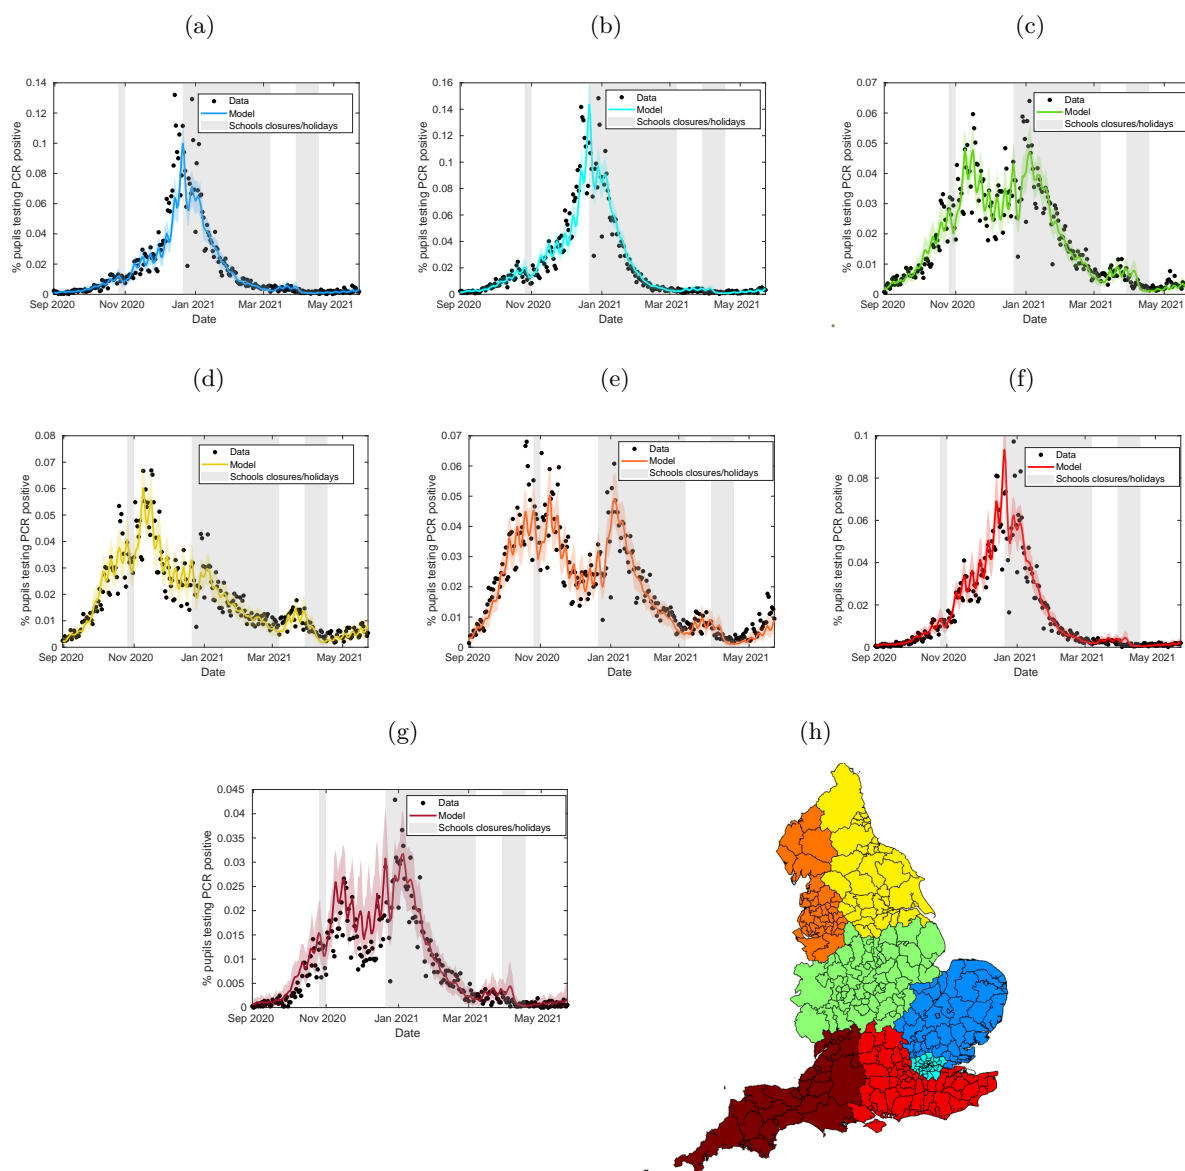 (a)
(b)
(c)
0.14
0.12
0.1
0.08
0.06
0.04
0.02
0
% pupils testing PCR positive
Data
Model
Schools closures/holidays
Sep 2020
Nov 2020
Jan 2021
Mar 2021
May 2021
Date
0.16
0.14
0.12
0.1
0.08
0.06
0.04
0.02
0
% pupils testing PCR positive
Data
Model
Schools closures/holidays
Sep 2020
Nov 2020
Jan 2021
Mar 2021
May 2021
Date
0.07
0.06
0.05
0.04
0.03
0.02
0.01
0
% pupils testing PCR positive
Data
Model
Schools closures/holidays
Sep 2020
Nov 2020
Jan 2021
Mar 2021
May 2021
Date
(d)
(e)
(f)
0.08
0.07
0.06
0.05
0.04
0.03
0.02
0.01
0
% pupils testing PCR positive
Data
Model
Schools closures/holidays
Sep 2020
Nov 2020
Jan 2021
Mar 2021
May 2021
Date
0.07
0.06
0.05
0.04
0.03
0.02
0.01
0
% pupils testing PCR positive
Data
Model
Schools closures/holidays
Sep 2020
Nov 2020
Jan 2021
Mar 2021
May 2021
Date
0.1
0.08
0.06
0.04
0.02
0
% pupils testing PCR positive
Data
Model
Schools closures/holidays
Sep 2020
Nov 2020
Jan 2021
Mar 2021
May 2021
Date
(g)
(h)
0.045
0.04
0.035
0.03
0.025
0.02
0.015
0.01
0.005
0
% pupils testing PCR positive
Data
Model
Schools closures/holidays
Sep 2020
Nov 2020
Jan 2021
Mar 2021
May 2021
Date